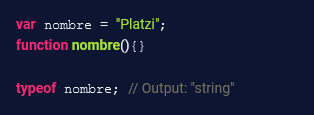 var nombre = "Platzi";
function nombre(){}
typeof nombre; // Output: "string"